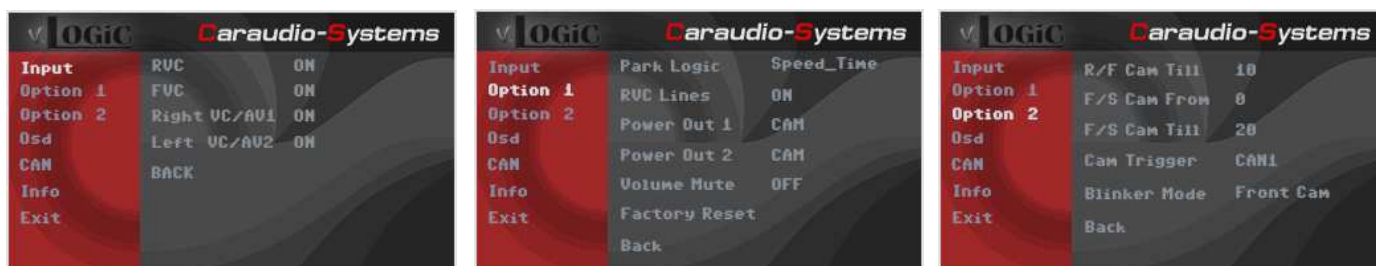 v.LOGiC Caraudio-Systems
Input RVC ON
Option 1 FVC ON
Option 2 Right VC/AV1 ON
Osd Left VC/AV2 ON
CAN BACK
Info
Exit
v.LOGiC Caraudio-Systems
Input Park Logic Speed_Time
Option 1 RVC Lines ON
Option 2 Power Out 1 CAM
Osd Power Out 2 CAM
CAN Volume Mute OFF
Info Factory Reset
Exit Back
v.LOGiC Caraudio-Systems
Input R/F Cam Till 10
Option 1 F/S Cam From 0
Option 2 F/S Cam Till 20
Osd
CAN Cam Trigger CAN1
Info Blinker Mode Front Cam
Exit Back